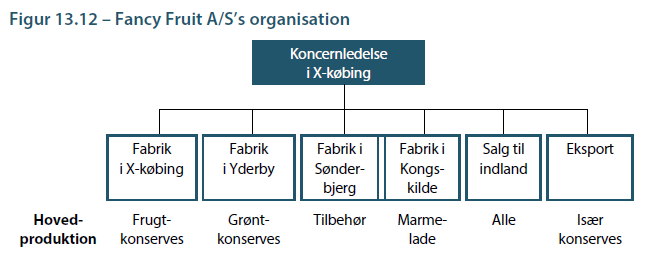 Figur 13.12 – Fancy Fruit A/S’s organisation
Koncernledelse
i X-købing
Fabrik
i X-købing
Fabrik
i Yderby
Fabrik i
Sønder-
bjerg
Fabrik i
Kongs-
kilde
Salg til
indland
Eksport
Hoved-
produktion
Frugt-
konserves
Grønt-
konserves
Tilbehør
Marme-
lade
Alle
Især
konserves